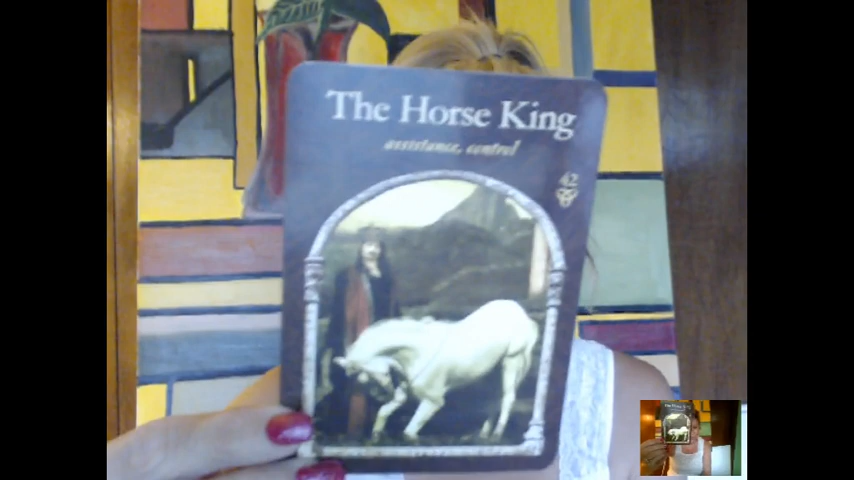 The Horse King
assistance, control
42